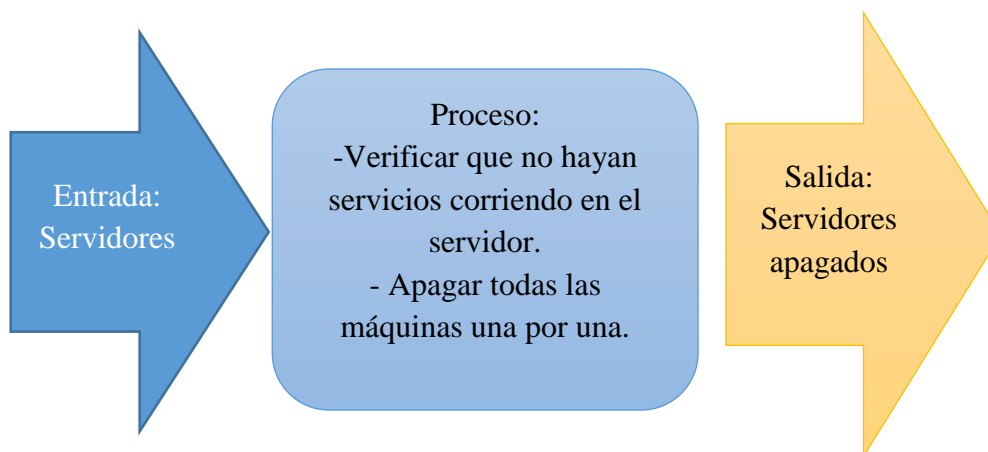 Entrada:
Servidores
Proceso:
-Verificar que no hayan
servicios corriendo en el
servidor.
- Apagar todas las
máquinas una por una.
Salida:
Servidores
apagados